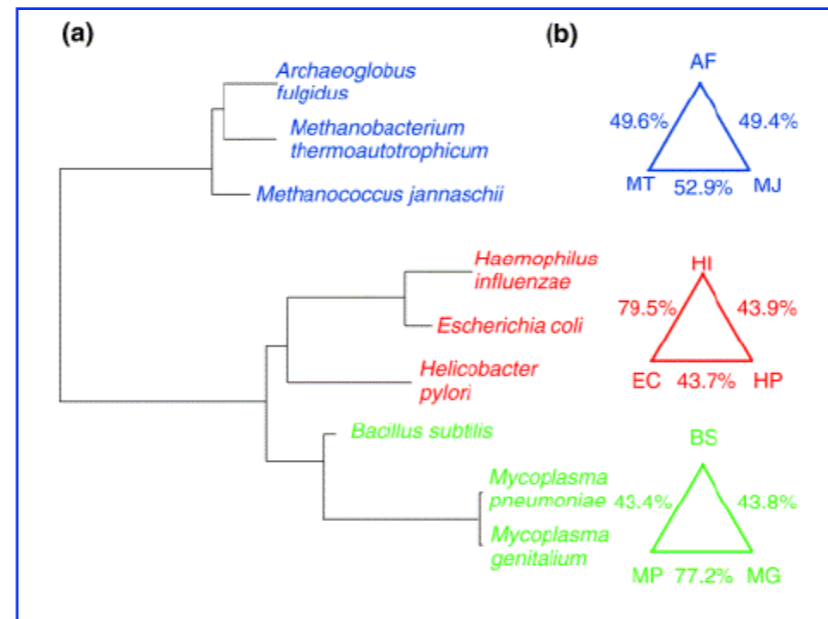 (a)
Archaeoglobus
fulgidus
Methanobacterium
thermoautotrophicum
Methanococcus jannaschii
Haemophilus
influenzae
Escherichia coli
Helicobacter
pylori
Bacillus subtilis
Mycoplasma
pneumoniae
Mycoplasma
genitalium
(b)
AF
49.6% 49.4%
MT 52.9% MJ
HI
79.5% 43.9%
EC 43.7% HP
BS
43.4% 43.8%
MP 77.2% MG